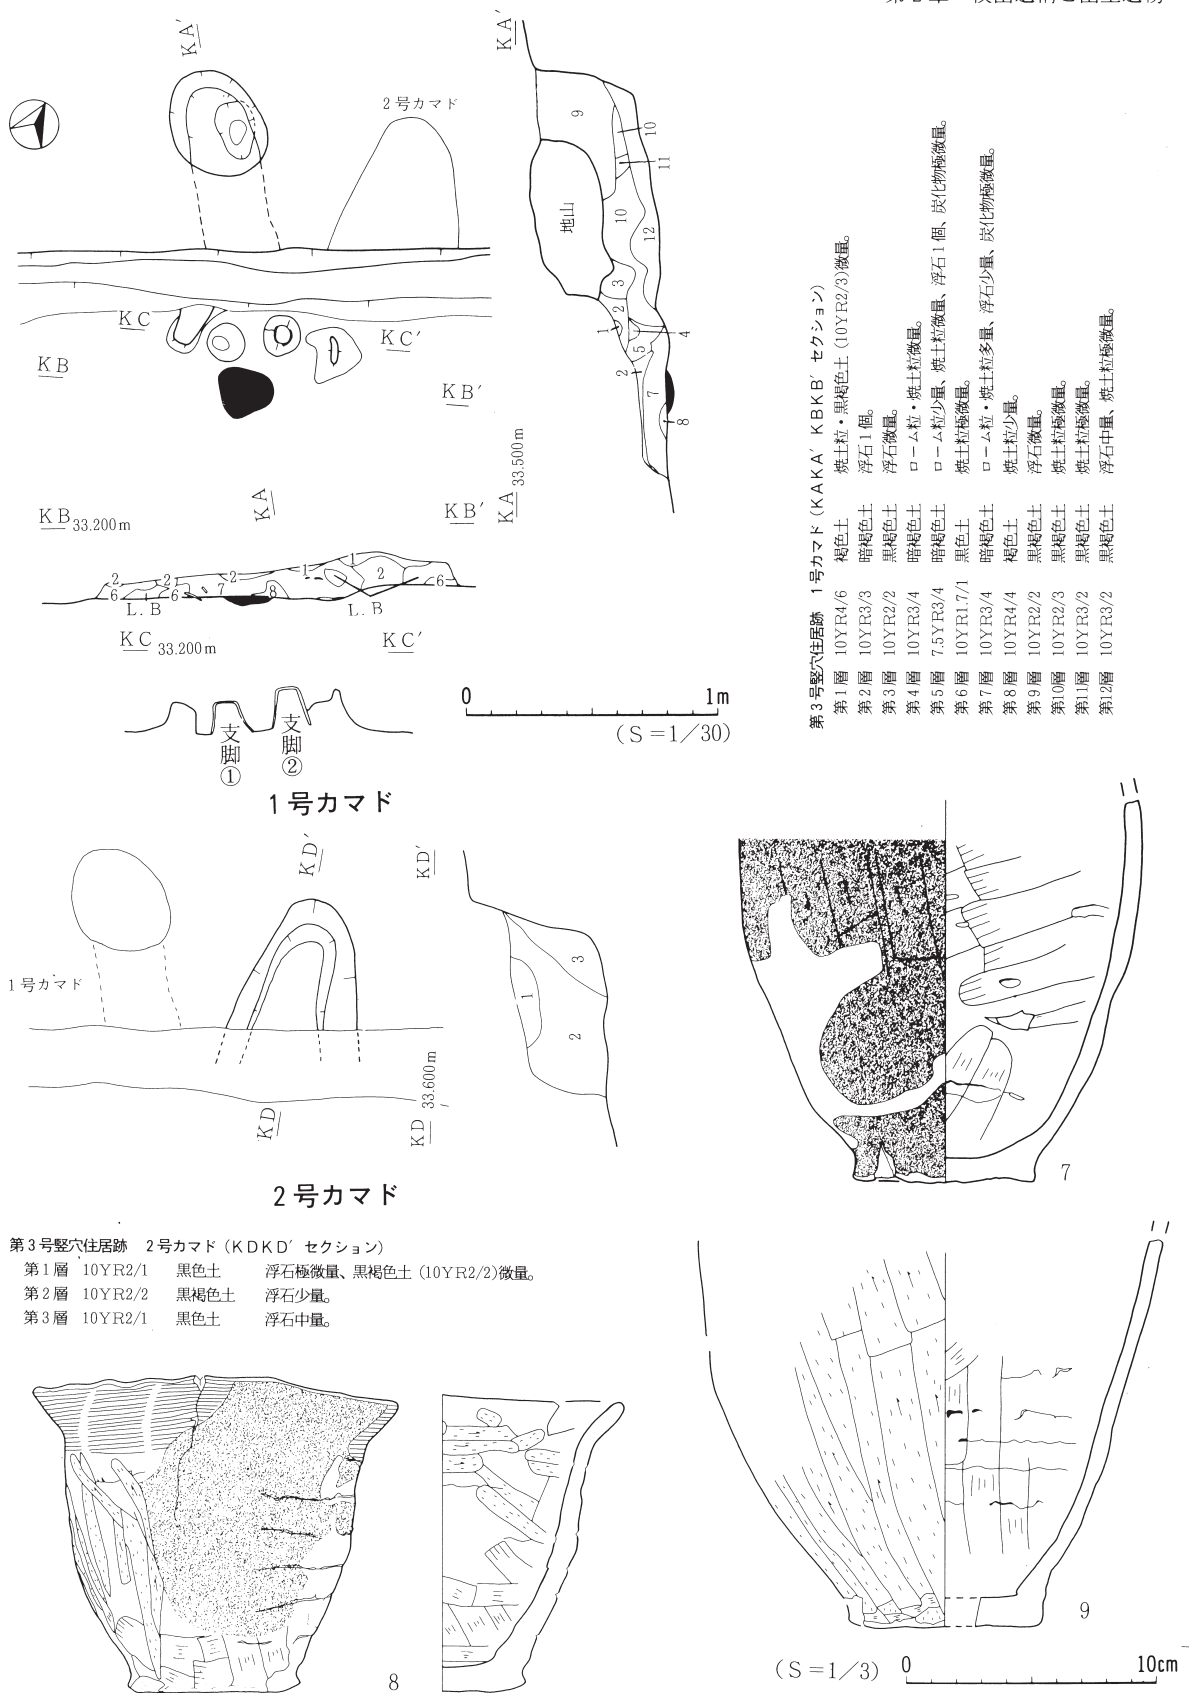 KA′
KA′
2号カマド
9
10
11
地山
10
12
3
2
1
4
5
2
7
8
KC
KC′
KB
KB′
KA
KB 33.200m
KB′
KA 33.500m
1
1
2
2
2
2
7
8
6
6
6
L.B
L.B
KC 33.200m
KC′
0
1m
(S=1/30)
支脚①
支脚②
1号カマド
第3号竪穴住居跡 1号カマド(KAKA′ KBKB′ セクション)
第1層 10YR4/6 褐色土 焼土粒・黒褐色土(10YR2/3)微量。
第2層 10YR3/3 暗褐色土 浮石1個。
第3層 10YR2/2 黒褐色土 浮石微量。
第4層 10YR3/4 暗褐色土 ローム粒・焼土粒微量。
第5層 7.5YR3/4 暗褐色土 ローム粒少量、焼土粒微量、浮石1個、炭化物極微量。
第6層 10YR1.7/1 黒色土 焼土粒極微量。
第7層 10YR3/4 暗褐色土 ローム粒・焼土粒多量、浮石少量、炭化物極微量。
第8層 10YR4/4 褐色土 焼土粒少量。
第9層 10YR2/2 黒褐色土 浮石微量。
第10層 10YR2/3 黒褐色土 焼土粒極微量。
第11層 10YR3/2 黒褐色土 焼土粒極微量。
第12層 10YR3/2 黒褐色土 浮石中量、焼土粒極微量。
KD′
KD′
1号カマド
3
1
2
KD
KD 33.600m
2号カマド
7
第3号竪穴住居跡 2号カマド(KDKD′ セクション)
第1層 10YR2/1 黒色土 浮石極微量、黒褐色土(10YR2/2)微量。
第2層 10YR2/2 黒褐色土 浮石少量。
第3層 10YR2/1 黒色土 浮石中量。
8
9
(S=1/3)
0
10cm